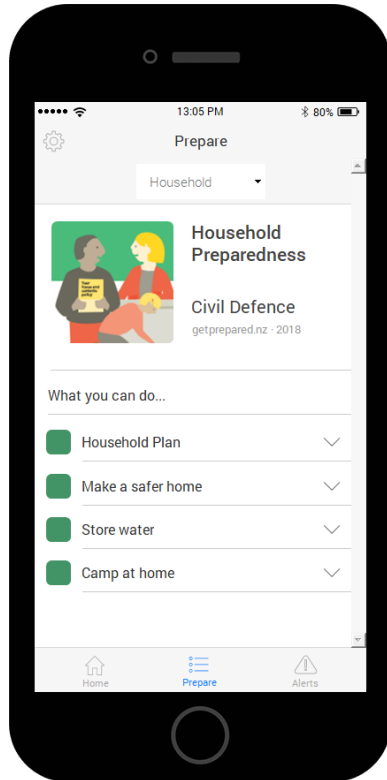 13:05 PM
80%
Prepare
Household
Household
Preparedness
Civil Defence
getprepared.nz · 2018
What you can do...
Household Plan
Make a safer home
Store water
Camp at home
Home
Prepare
Alerts